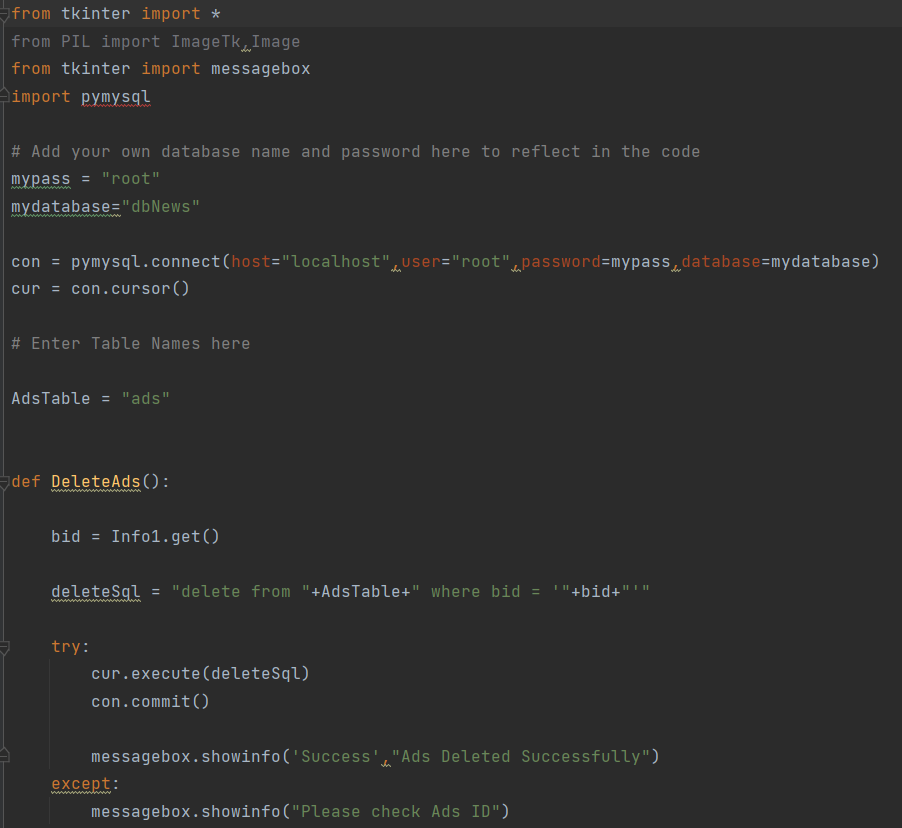 from tkinter import *
from PIL import ImageTk,Image
from tkinter import messagebox
import pymysql
# Add your own database name and password here to reflect in the code
mypass = "root"
mydatabase="dbNews"
con = pymysql.connect(host="localhost",user="root",password=mypass,database=mydatabase)
cur = con.cursor()
# Enter Table Names here
AdsTable = "ads"
def DeleteAds():
    bid = Info1.get()
    deleteSql = "delete from "+AdsTable+" where bid = '"+bid+"'"
    try:
        cur.execute(deleteSql)
        con.commit()
        messagebox.showinfo('Success',"Ads Deleted Successfully")
    except:
        messagebox.showinfo("Please check Ads ID")